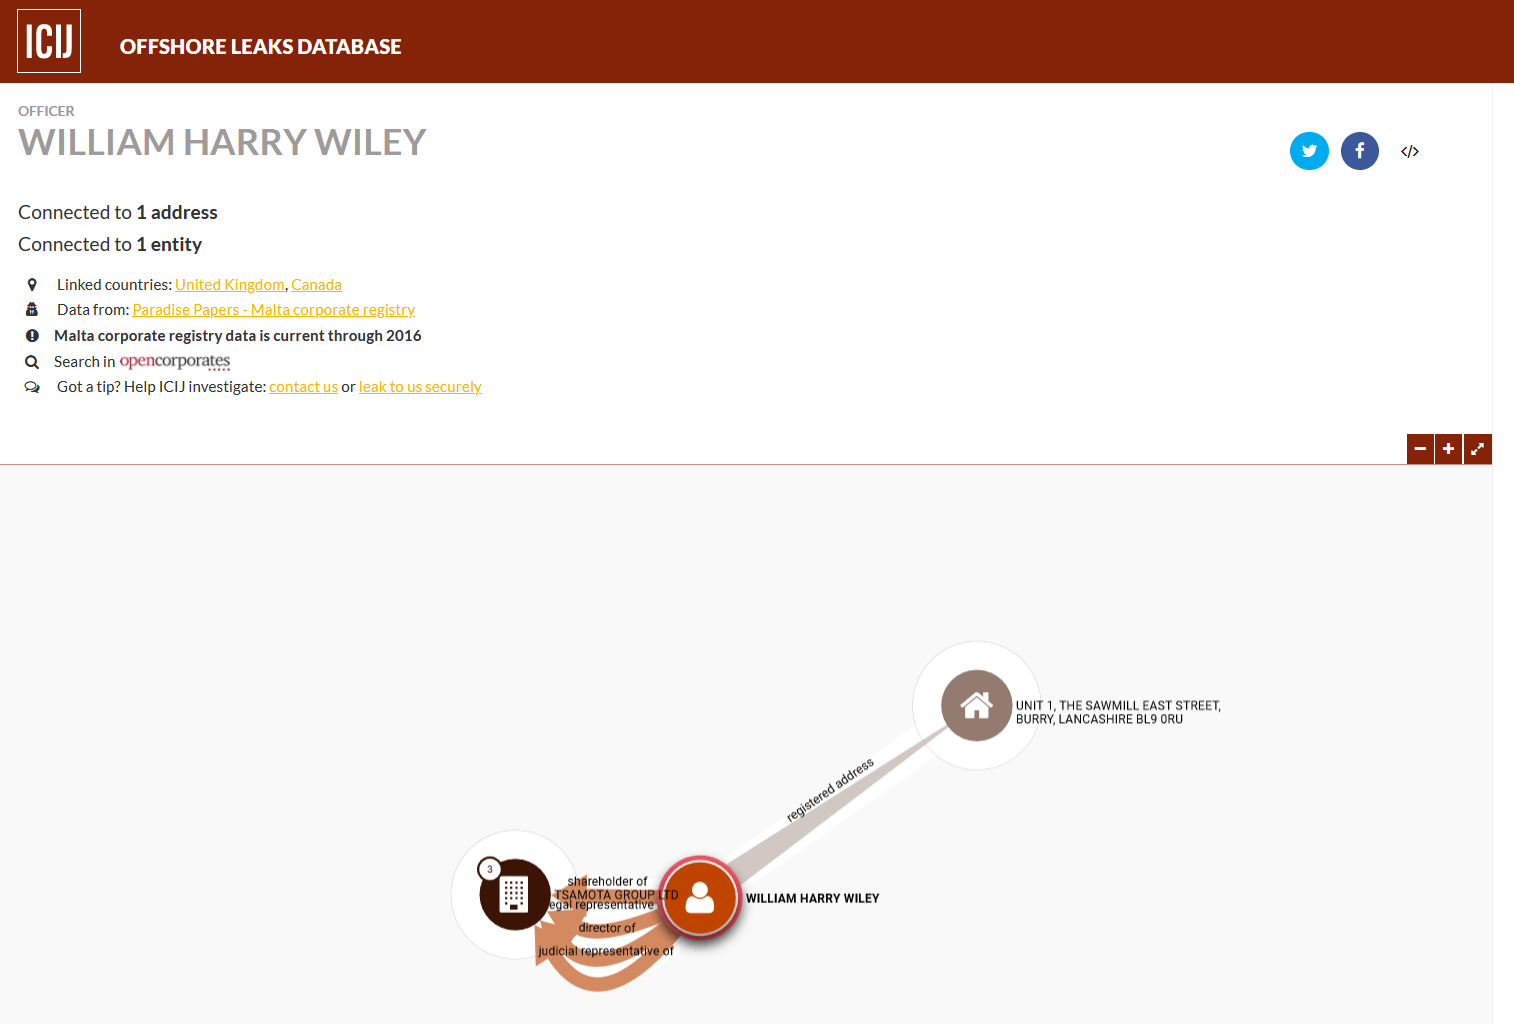 ICIJ
OFFSHORE LEAKS DATABASE
OFFICER
WILLIAM HARRY WILEY
</>
Connected to 1 address
Connected to 1 entity
Linked countries: United Kingdom, Canada
Data from: Paradise Papers - Malta corporate registry
Malta corporate registry data is current through 2016
Search in opencorporates
Got a tip? Help ICIJ investigate: contact us or leak to us securely
UNIT 1, THE SAWMILL EAST STREET,
BURRY, LANCASHIRE BL9 0RU
registered address
3
shareholder of
TSAMOTA GROUP LTD
egal representative
WILLIAM HARRY WILEY
director of
judicial representative of